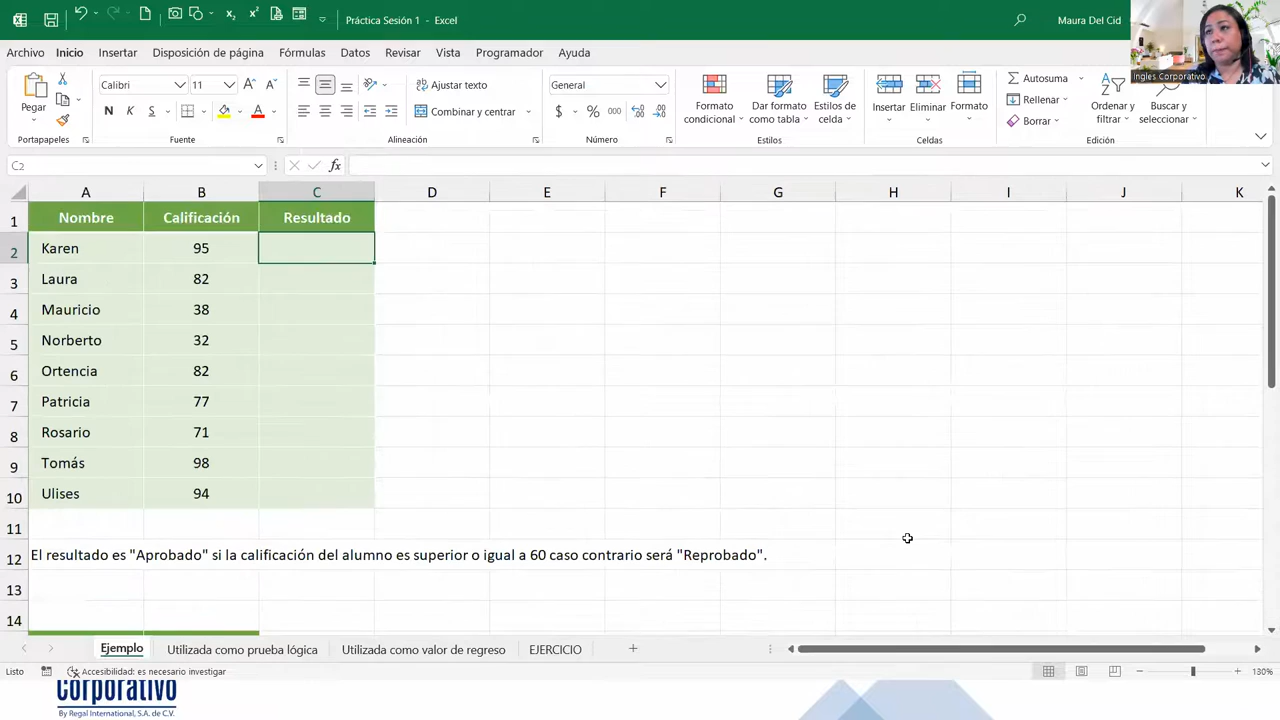 Práctica Sesión 1 - Excel
Maura Del Cid
Archivo Inicio Insertar Disposición de página Fórmulas Datos Revisar Vista Programador Ayuda
Ingles Corporativo
Calibri 11 Ajustar texto General Autosuma
Pegar Formato condicional Dar formato como tabla Estilos de celda Insertar Eliminar Formato Rellenar Ordenar y filtrar Buscar y seleccionar
N K S Combinar y centrar $ % 000 Borrar
Portapapeles Fuente Alineación Número Estilos Celdas Edición
C2 fx
A B C D E F G H I J K
1 Nombre Calificación Resultado
2 Karen 95
3 Laura 82
4 Mauricio 38
5 Norberto 32
6 Ortencia 82
7 Patricia 77
8 Rosario 71
9 Tomás 98
10 Ulises 94
11
12 El resultado es "Aprobado" si la calificación del alumno es superior o igual a 60 caso contrario será "Reprobado".
13
14
Ejemplo Utilizada como prueba lógica Utilizada como valor de regreso EJERCICIO
Listo Accesibilidad: es necesario investigar 130%
Corporativo
By Regal International, S.A. de C.V.